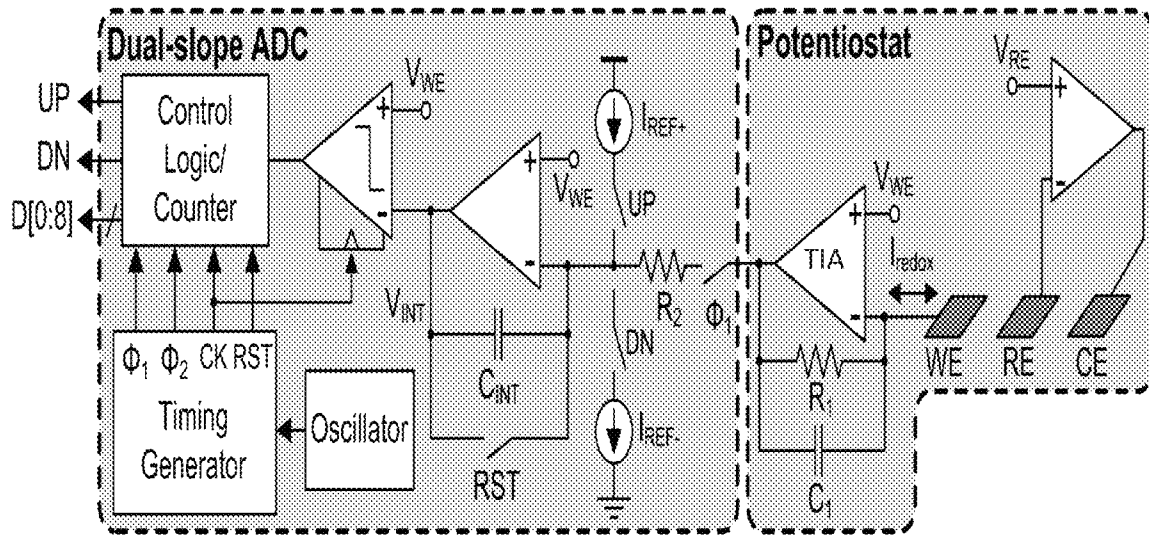 Dual-slope ADC
Potentiostat
UP
DN
D[0:8]
Control
Logic/
Counter
+
V_WE
-
+
V_WE
-
I_REF+
UP
R_2
Φ_1
DN
I_REF-
V_INT
C_INT
RST
Φ_1 Φ_2 CK RST
Timing
Generator
Oscillator
V_RE
+
-
+
V_WE
TIA
-
I_redox
R_1
C_1
WE
RE
CE